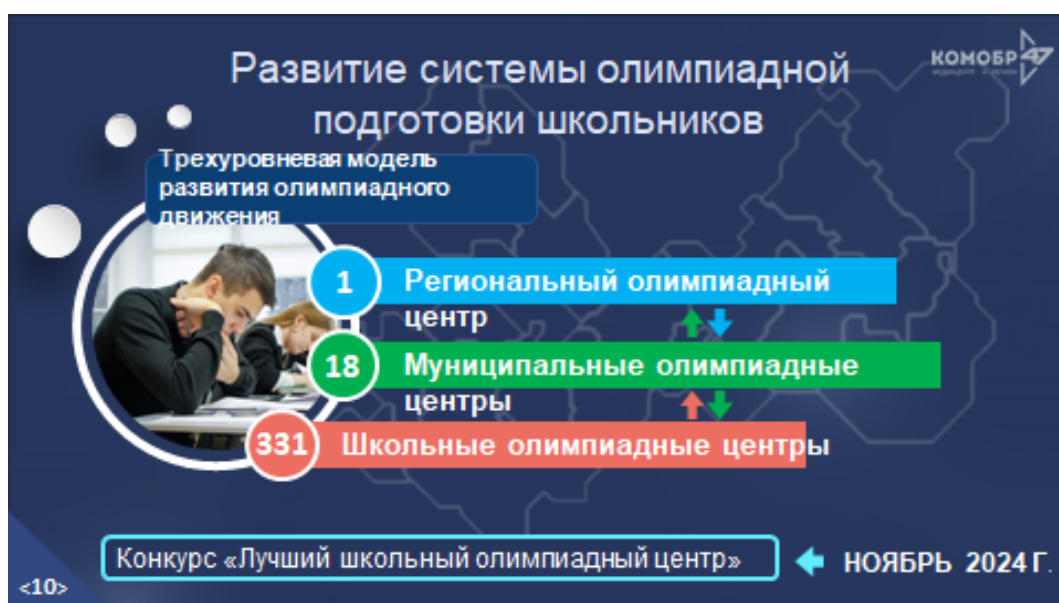 Развитие системы олимпиадной
подготовки школьников
КОМОБР 47
Трехуровневая модель
развития олимпиадного
движения
1
Региональный олимпиадный
центр
18
Муниципальные олимпиадные
центры
331
Школьные олимпиадные центры
Конкурс «Лучший школьный олимпиадный центр»
НОЯБРЬ 2024 Г.
<10>